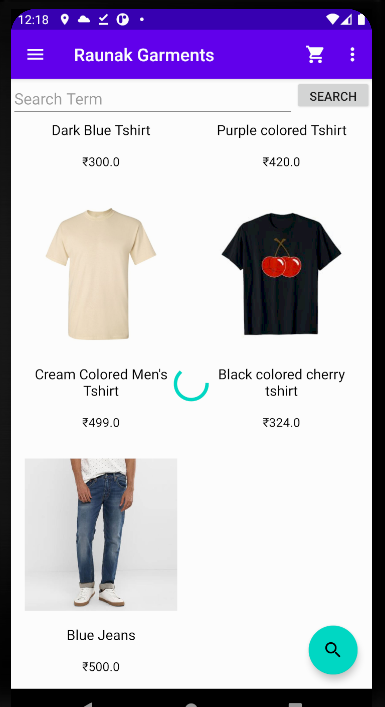 12:18
Raunak Garments
Search Term
SEARCH
Dark Blue Tshirt
Purple colored Tshirt
₹300.0
₹420.0
Cream Colored Men's
Tshirt
Black colored cherry
tshirt
₹499.0
₹324.0
Blue Jeans
₹500.0